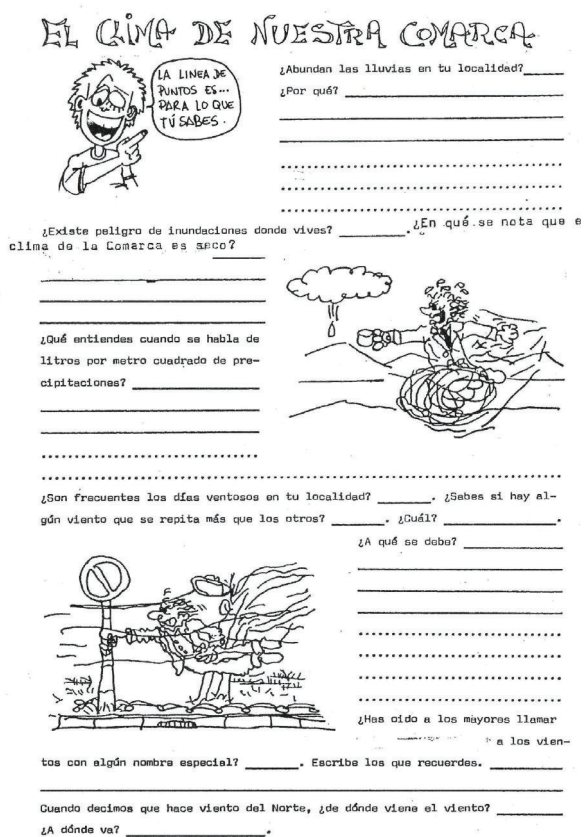 EL CLIMA DE NUESTRA COMARCA
LA LINEA DE
PUNTOS ES...
PARA LO QUE
TÚ SABES.
¿Abundan las lluvias en tu localidad?
¿Por qué?
¿Existe peligro de inundaciones donde vives? . ¿En qué se nota que e
clima de la Comarca es seco?
¿Qué entiendes cuando se habla de
litros por metro cuadrado de pre-
cipitaciones?
¿Son frecuentes los días ventosos en tu localidad? . ¿Sabes si hay al-
gún viento que se repita más que los otros? . ¿Cuál? .
¿A qué se debe?
¿Has oido a los mayores llamar
a los vien-
tos con algún nombre especial? . Escribe los que recuerdes.
Cuando decimos que hace viento del Norte, ¿de dónde viene el viento?
¿A dónde va? .